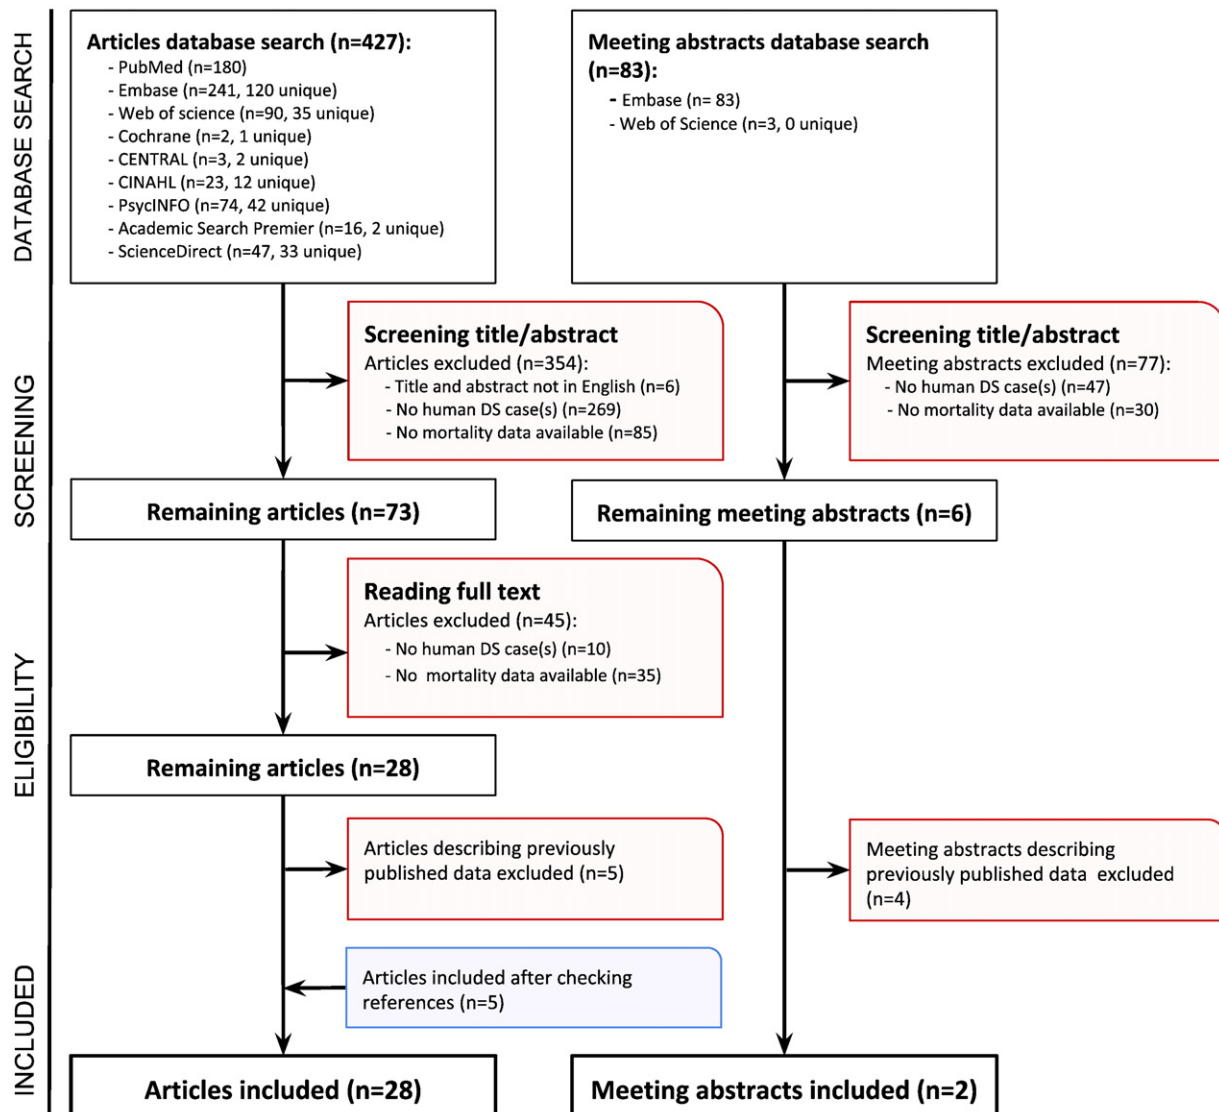 DATABASE SEARCH
Articles database search (n=427):
- PubMed (n=180)
- Embase (n=241, 120 unique)
- Web of science (n=90, 35 unique)
- Cochrane (n=2, 1 unique)
- CENTRAL (n=3, 2 unique)
- CINAHL (n=23, 12 unique)
- PsycINFO (n=74, 42 unique)
- Academic Search Premier (n=16, 2 unique)
- ScienceDirect (n=47, 33 unique)
Meeting abstracts database search
(n=83):
- Embase (n= 83)
- Web of Science (n=3, 0 unique)
SCREENING
Screening title/abstract
Articles excluded (n=354):
- Title and abstract not in English (n=6)
- No human DS case(s) (n=269)
- No mortality data available (n=85)
Screening title/abstract
Meeting abstracts excluded (n=77):
- No human DS case(s) (n=47)
- No mortality data available (n=30)
Remaining articles (n=73)
Remaining meeting abstracts (n=6)
ELIGIBILITY
Reading full text
Articles excluded (n=45):
- No human DS case(s) (n=10)
- No  mortality data available (n=35)
Remaining articles (n=28)
Articles describing previously
published data excluded (n=5)
Meeting abstracts describing
previously published data  excluded
(n=4)
INCLUDED
Articles included after checking
references (n=5)
Articles included (n=28)
Meeting abstracts included (n=2)